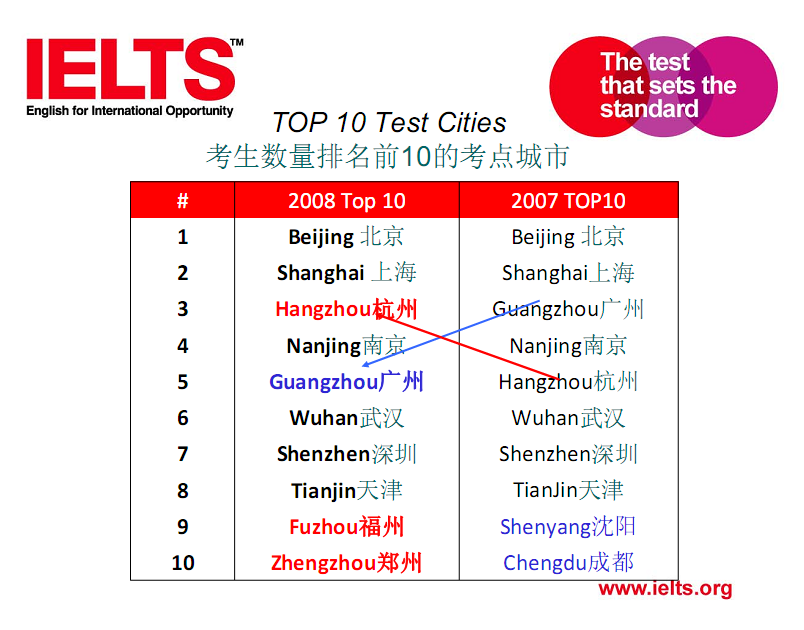 IELTS™
English for International Opportunity
The test
that sets the
standard
TOP 10 Test Cities
考生数量排名前10的考点城市
# 2008 Top 10 2007 TOP10
1 Beijing 北京 Beijing 北京
2 Shanghai 上海 Shanghai上海
3 Hangzhou杭州 Guangzhou广州
4 Nanjing南京 Nanjing南京
5 Guangzhou广州 Hangzhou杭州
6 Wuhan武汉 Wuhan武汉
7 Shenzhen深圳 Shenzhen深圳
8 Tianjin天津 TianJin天津
9 Fuzhou福州 Shenyang沈阳
10 Zhengzhou郑州 Chengdu成都
www.ielts.org